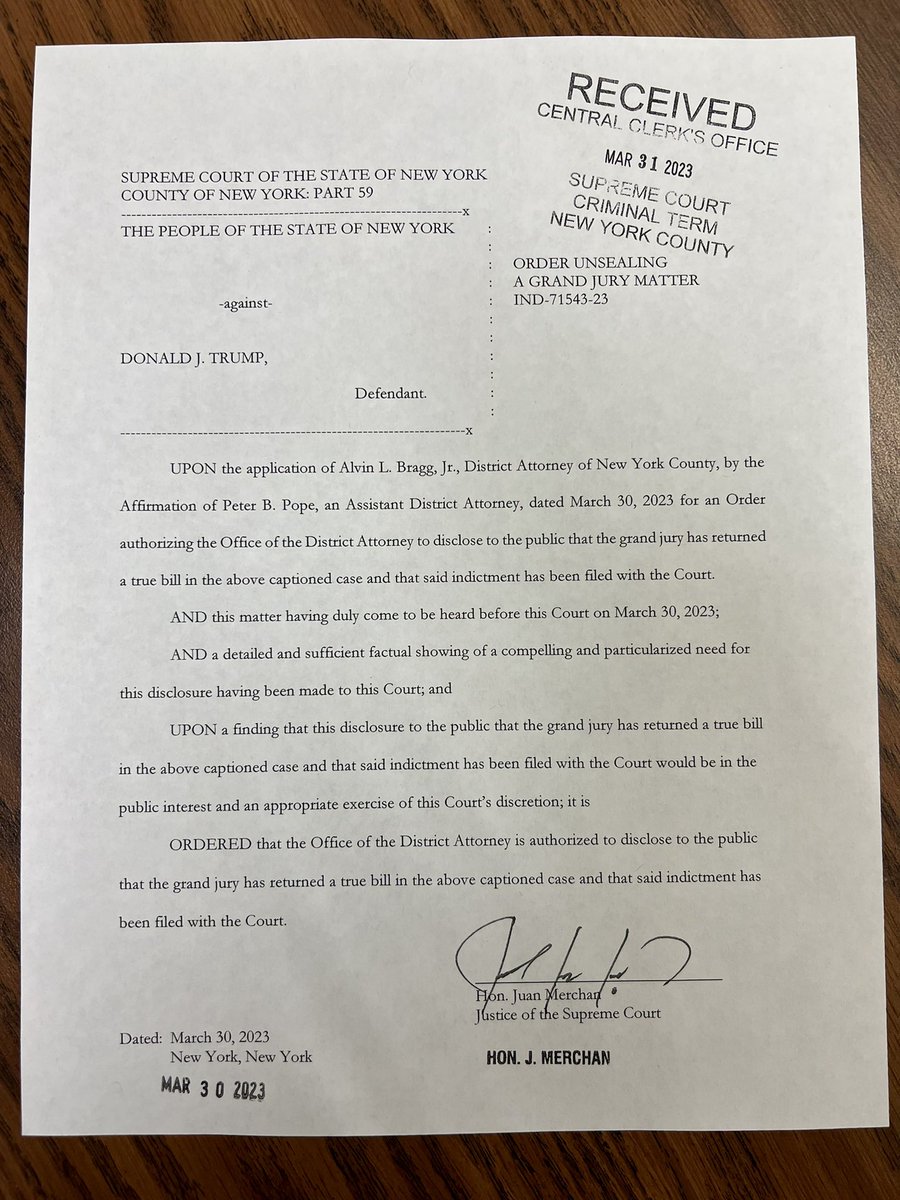 RECEIVED
CENTRAL CLERK'S OFFICE
MAR 31 2023
SUPREME COURT
CRIMINAL TERM
NEW YORK COUNTY
SUPREME COURT OF THE STATE OF NEW YORK
COUNTY OF NEW YORK: PART 59
--------------------------------------------------------------------x
THE PEOPLE OF THE STATE OF NEW YORK
-against-
DONALD J. TRUMP,
Defendant.
---------------------------------------------------------------------x
:
:
: ORDER UNSEALING
: A GRAND JURY MATTER
: IND-71543-23
:
:
:
:
:
:
UPON the application of Alvin L. Bragg, Jr., District Attorney of New York County, by the
Affirmation of Peter B. Pope, an Assistant District Attorney, dated March 30, 2023 for an Order
authorizing the Office of the District Attorney to disclose to the public that the grand jury has returned
a true bill in the above captioned case and that said indictment has been filed with the Court.
AND this matter having duly come to be heard before this Court on March 30, 2023;
AND a detailed and sufficient factual showing of a compelling and particularized need for
this disclosure having been made to this Court; and
UPON a finding that this disclosure to the public that the grand jury has returned a true bill
in the above captioned case and that said indictment has been filed with the Court would be in the
public interest and an appropriate exercise of this Court's discretion; it is
ORDERED that the Office of the District Attorney is authorized to disclose to the public
that the grand jury has returned a true bill in the above captioned case and that said indictment has
been filed with the Court.
Hon. Juan Merchan
Justice of the Supreme Court
HON. J. MERCHAN
Dated: March 30, 2023
New York, New York
MAR 30 2023